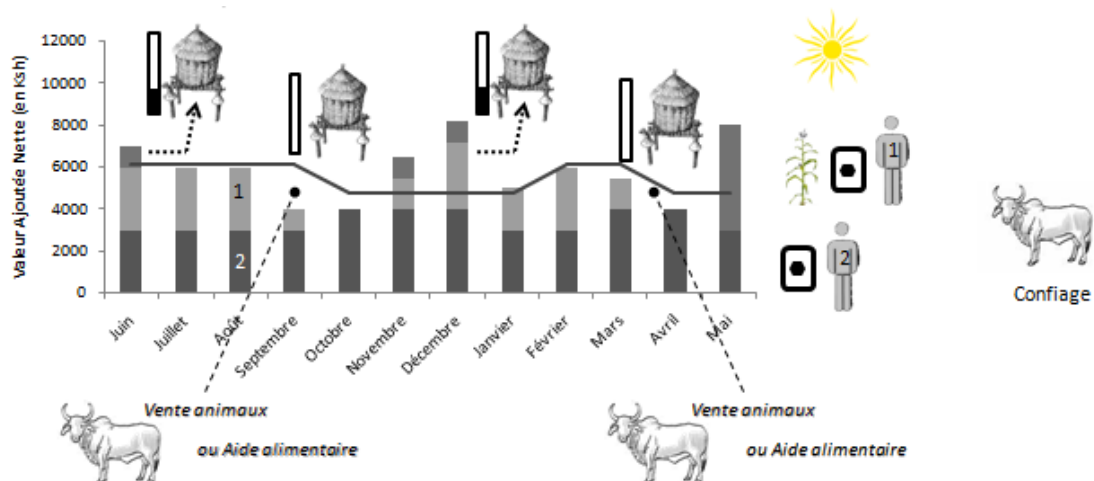 Valeur Ajoutée Nette (en Ksh)
12000
10000
8000
6000
4000
2000
0
1
2
Juin
Juillet
Août
Septembre
Octobre
Novembre
Décembre
Janvier
Février
Mars
Avril
Mai
1
2
Confiage
Vente animaux
ou Aide alimentaire
Vente animaux
ou Aide alimentaire